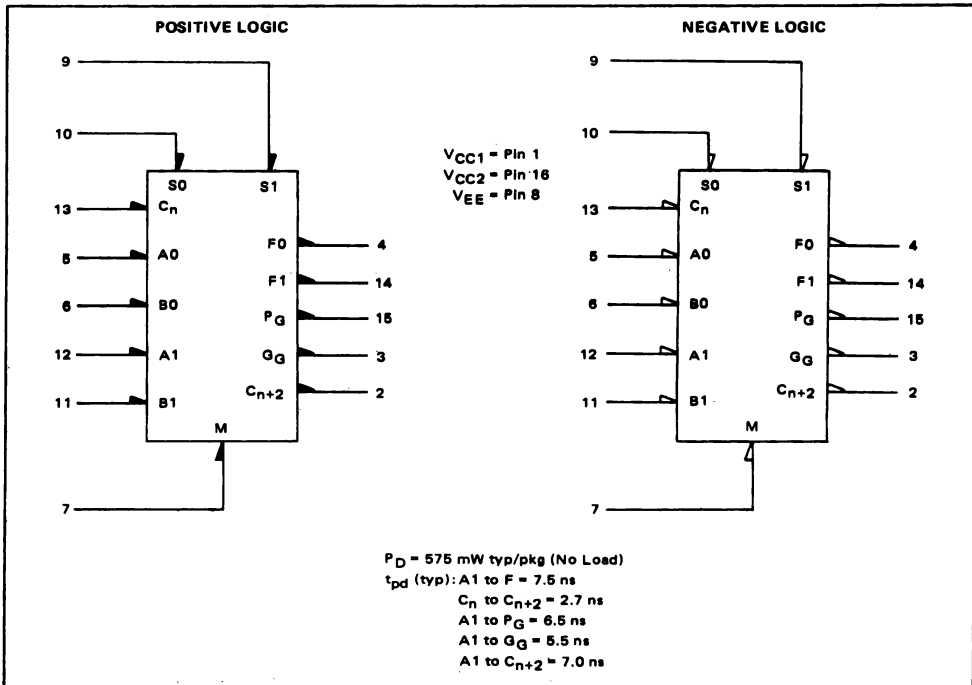 POSITIVE LOGIC
9
10
S0 S1
13 Cn
5 A0
6 B0
12 A1
11 B1
F0 4
F1 14
PG 15
GG 3
Cn+2 2
M
7
VCC1 = Pin 1
VCC2 = Pin 16
VEE = Pin 8
NEGATIVE LOGIC
9
10
S0 S1
13 Cn
5 A0
6 B0
12 A1
11 B1
F0 4
F1 14
PG 15
GG 3
Cn+2 2
M
7
PD = 575 mW typ/pkg (No Load)
tpd (typ): A1 to F = 7.5 ns
Cn to Cn+2 = 2.7 ns
A1 to PG = 6.5 ns
A1 to GG = 5.5 ns
A1 to Cn+2 = 7.0 ns